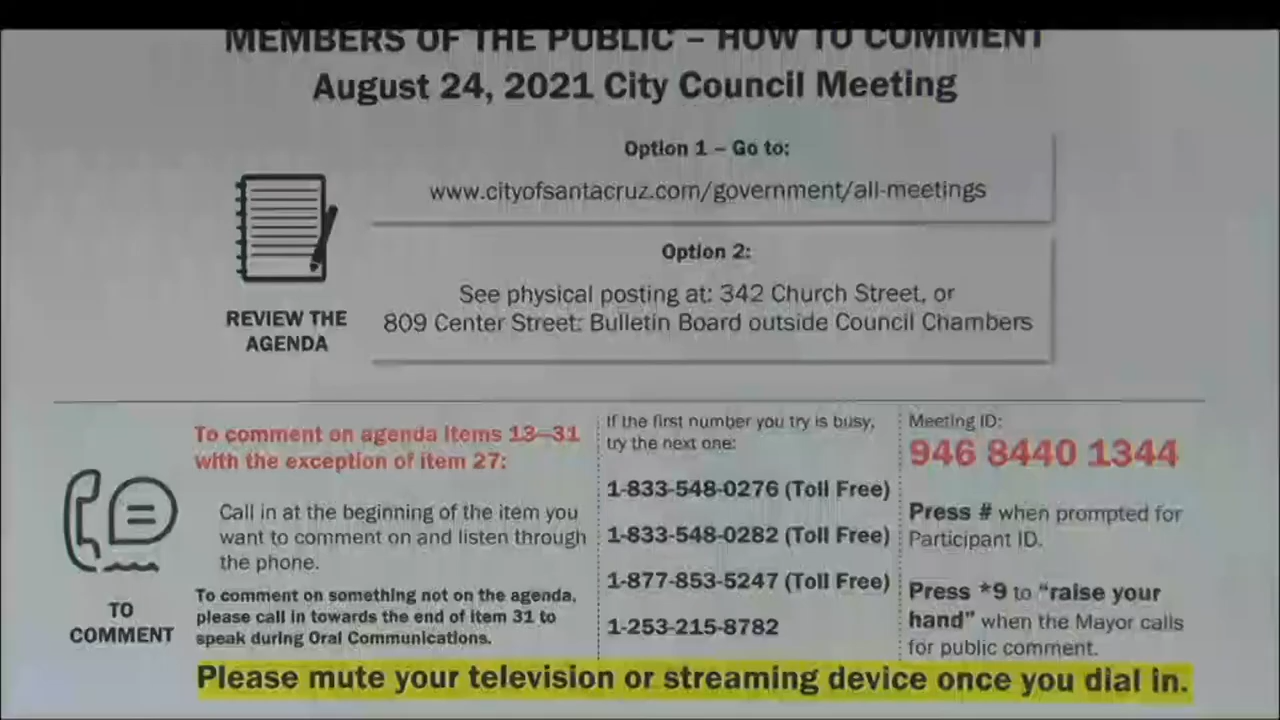 MEMBERS OF THE PUBLIC – HOW TO COMMENT
August 24, 2021 City Council Meeting
Option 1 – Go to:
www.cityofsantacruz.com/government/all-meetings
Option 2:
See physical posting at: 342 Church Street, or
809 Center Street: Bulletin Board outside Council Chambers
REVIEW THE
AGENDA
To comment on agenda items 13–31
with the exception of item 27:
Call in at the beginning of the item you
want to comment on and listen through
the phone.
To comment on something not on the agenda,
please call in towards the end of item 31 to
speak during Oral Communications.
TO
COMMENT
If the first number you try is busy,
try the next one:
1-833-548-0276 (Toll Free)
1-833-548-0282 (Toll Free)
1-877-853-5247 (Toll Free)
1-253-215-8782
Meeting ID:
946 8440 1344
Press # when prompted for
Participant ID.
Press *9 to “raise your
hand” when the Mayor calls
for public comment.
Please mute your television or streaming device once you dial in.